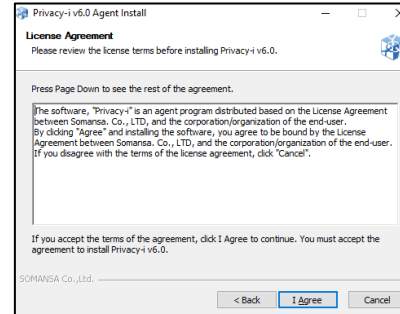 Privacy-i v6.0 Agent Install
License Agreement
Please review the license terms before installing Privacy-i v6.0.
Press Page Down to see the rest of the agreement.
The software, "Privacy-i" is an agent program distributed based on the License Agreement
between Somansa. Co., LTD, and the corporation/organization of the end-user.
By clicking "Agree" and installing the software, you agree to be bound by the License
Agreement between Somansa. Co., LTD, and the corporation/organization of the end-user.
If you disagree with the terms of the license agreement, click "Cancel".
If you accept the terms of the agreement, click I Agree to continue. You must accept the
agreement to install Privacy-i v6.0.
SOMANSA Co.,Ltd.
< Back I Agree Cancel